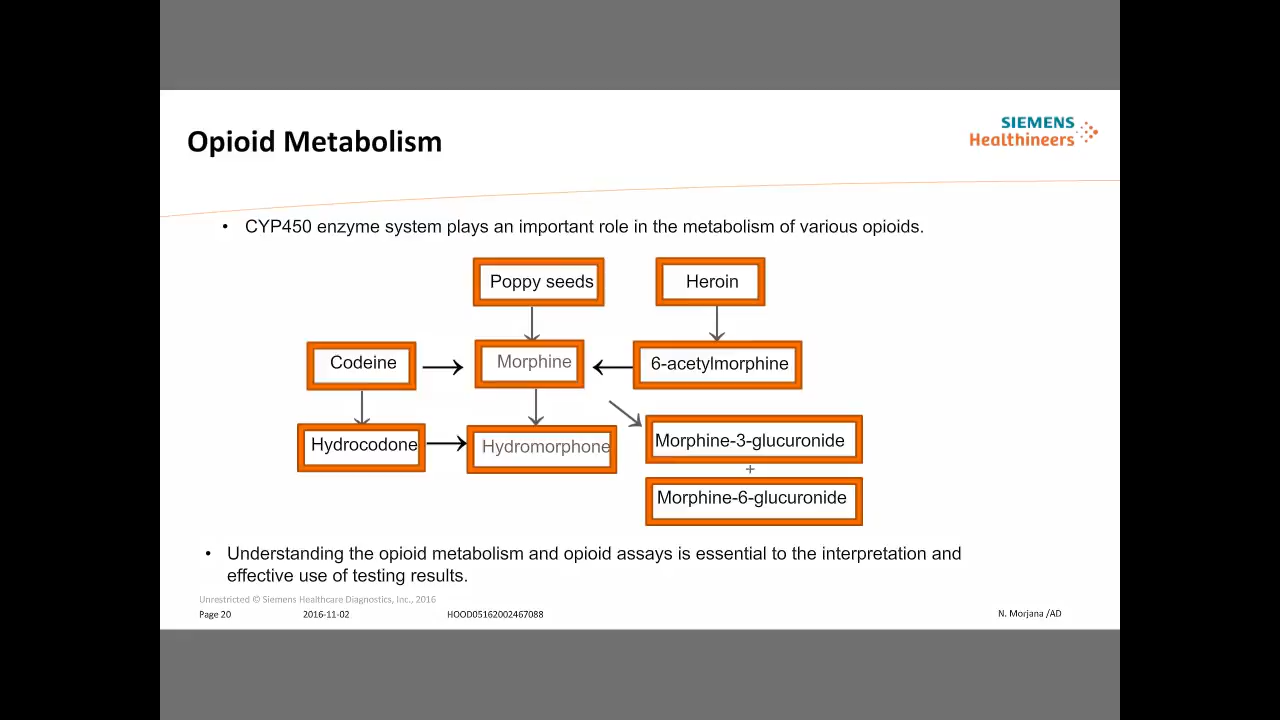 SIEMENS
Healthineers
Opioid Metabolism
• CYP450 enzyme system plays an important role in the metabolism of various opioids.
Poppy seeds
Heroin
Codeine
Morphine
6-acetylmorphine
Hydrocodone
Hydromorphone
Morphine-3-glucuronide
+
Morphine-6-glucuronide
• Understanding the opioid metabolism and opioid assays is essential to the interpretation and
effective use of testing results.
Unrestricted © Siemens Healthcare Diagnostics, Inc., 2016
Page 20 2016-11-02 HOOD05162002467088 N. Morjana /AD